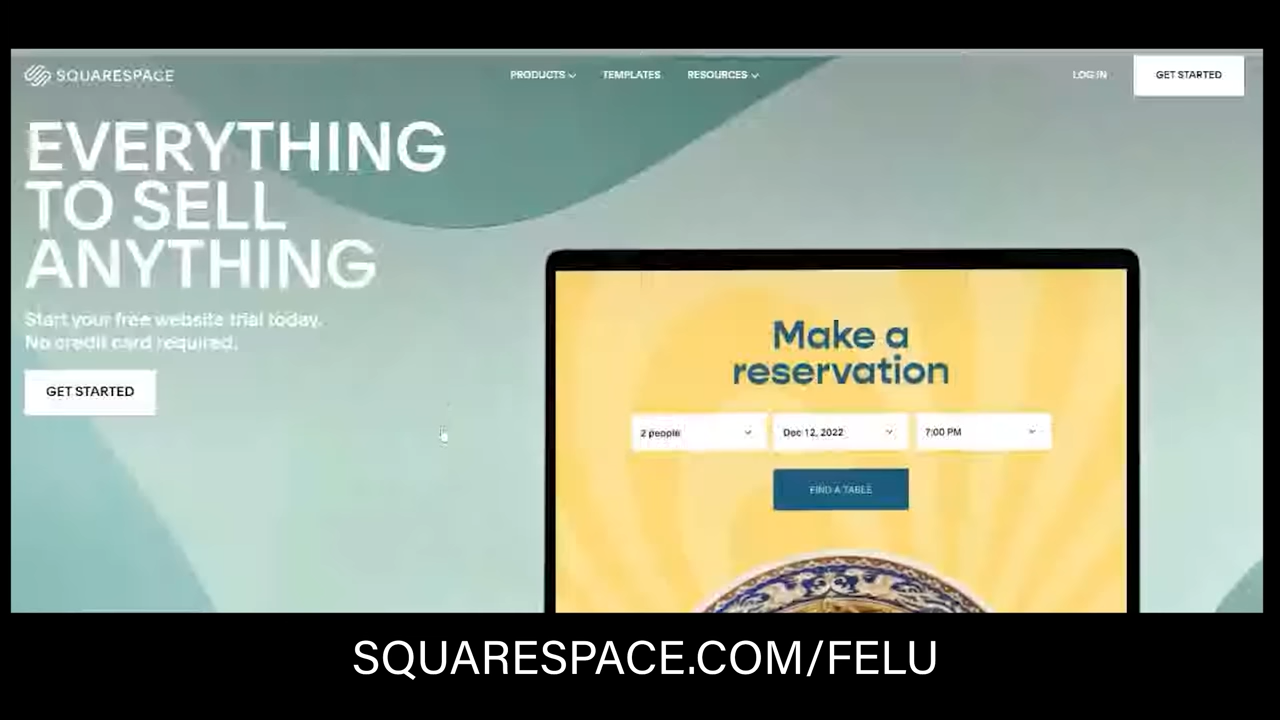 SQUARESPACE
PRODUCTS
TEMPLATES
RESOURCES
LOG IN
GET STARTED
EVERYTHING
TO SELL
ANYTHING
Start your free website trial today.
No credit card required.
GET STARTED
Make a
reservation
2 people
Dec 12, 2022
7:00 PM
FIND A TABLE
SQUARESPACE.COM/FELU